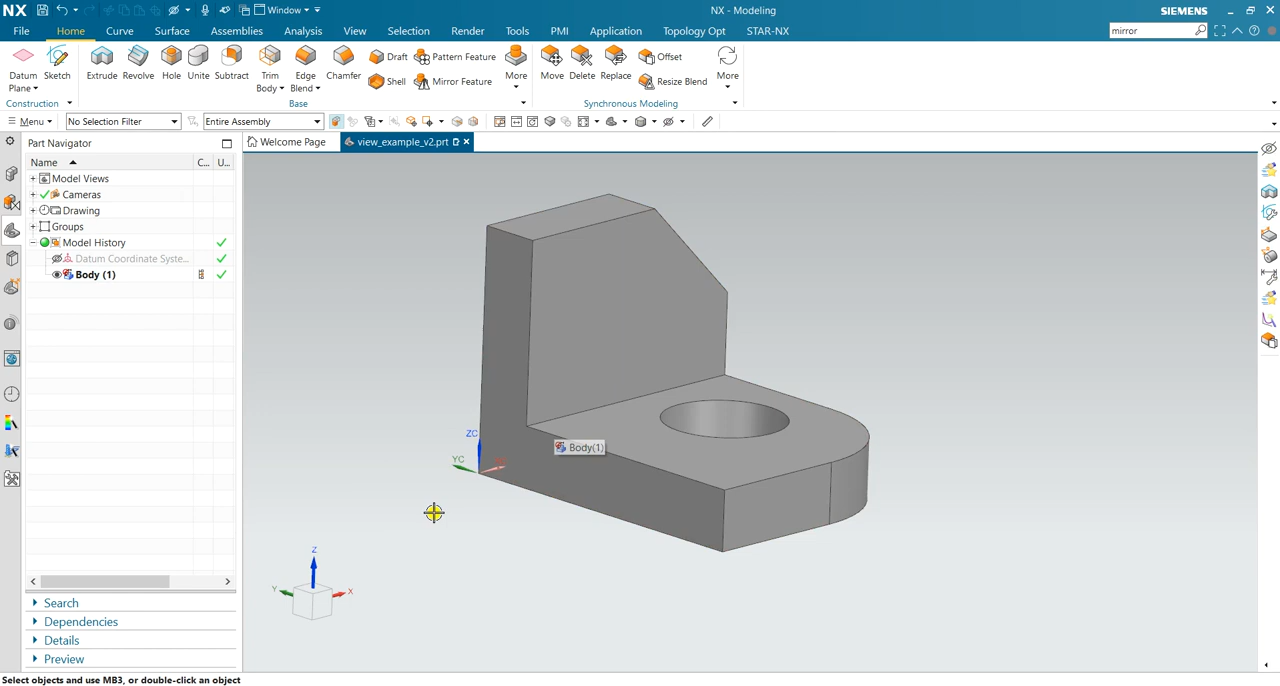 NX Window NX - Modeling SIEMENS
File Home Curve Surface Assemblies Analysis View Selection Render Tools PMI Application Topology Opt STAR-NX mirror
Datum Plane Sketch Extrude Revolve Hole Unite Subtract Trim Body Edge Blend Chamfer Draft Shell Pattern Feature Mirror Feature More Move Delete Replace Offset Resize Blend More
Construction Base Synchronous Modeling
Menu No Selection Filter Entire Assembly
Part Navigator Welcome Page view_example_v2.prt
Name C... U...
Model Views
Cameras
Drawing
Groups
Model History
Datum Coordinate Syste...
Body (1)
ZC
Body(1)
YC
Z
Y X
Search
Dependencies
Details
Preview
Select objects and use MB3, or double-click an object